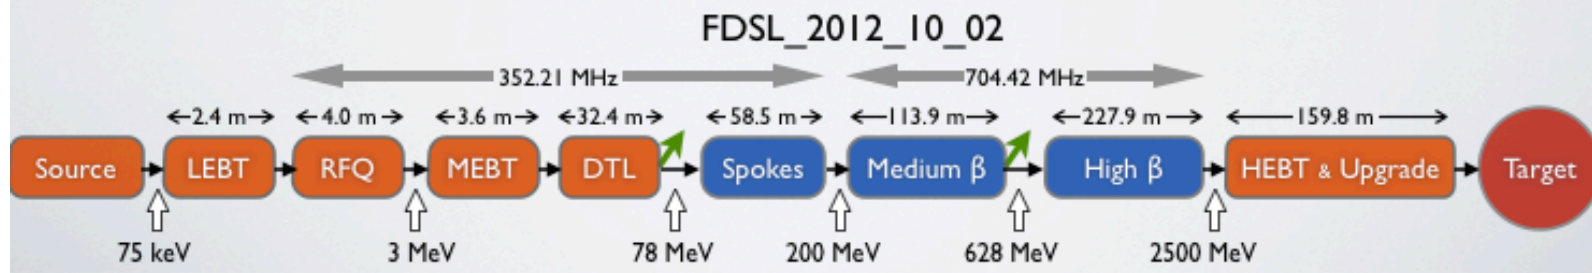 FDSL_2012_10_02
352.21 MHz 704.42 MHz
2.4 m 4.0 m 3.6 m 32.4 m 58.5 m 113.9 m 227.9 m 159.8 m
Source LEBT RFQ MEBT DTL Spokes Medium β High β HEBT & Upgrade Target
75 keV 3 MeV 78 MeV 200 MeV 628 MeV 2500 MeV